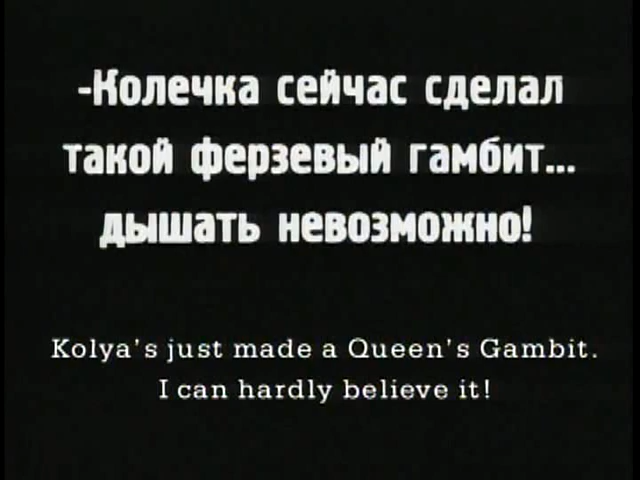 -Колечка сейчас сделал
такой ферзевый гамбит...
дышать невозможно!
Kolya's just made a Queen's Gambit.
I can hardly believe it!